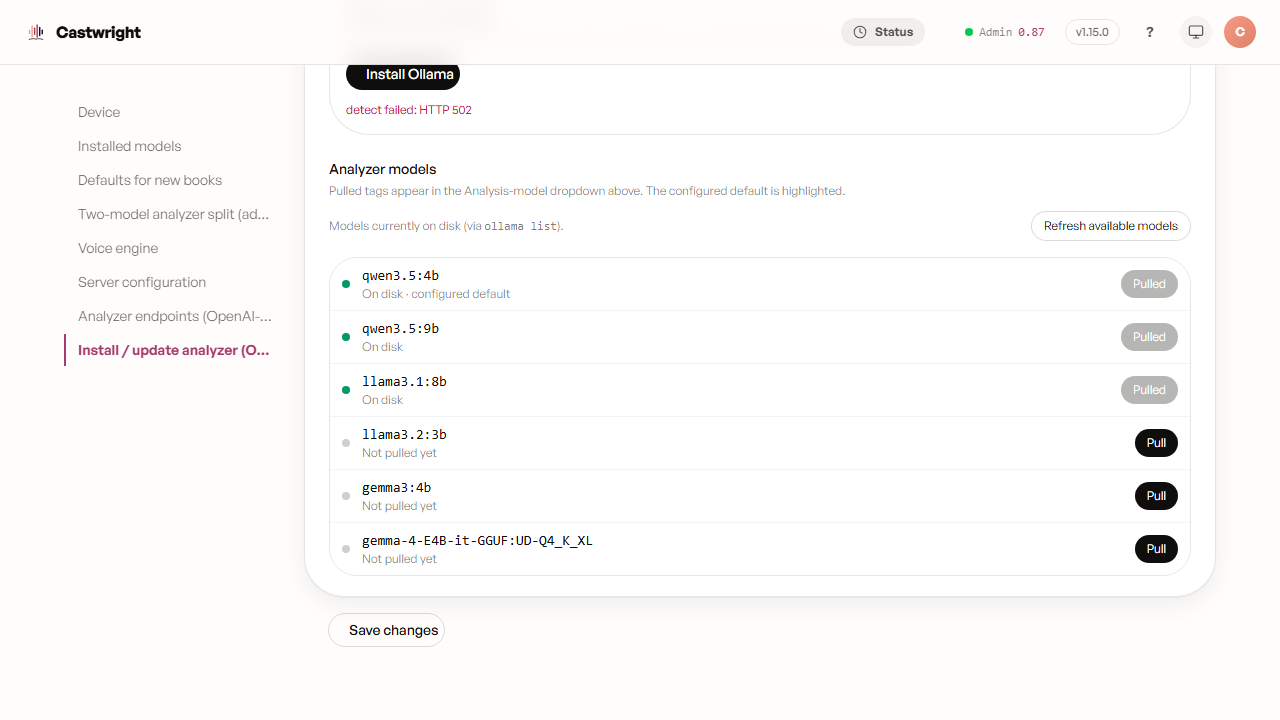 Castwright
Status
Admin 0.87
v1.15.0
?
C
Device
Installed models
Defaults for new books
Two-model analyzer split (ad...
Voice engine
Server configuration
Analyzer endpoints (OpenAI-...
Install / update analyzer (O...
Install Ollama
detect failed: HTTP 502
Analyzer models
Pulled tags appear in the Analysis-model dropdown above. The configured default is highlighted.
Models currently on disk (via ollama list).
Refresh available models
qwen3.5:4b
On disk · configured default
Pulled
qwen3.5:9b
On disk
Pulled
llama3.1:8b
On disk
Pulled
llama3.2:3b
Not pulled yet
Pull
gemma3:4b
Not pulled yet
Pull
gemma-4-E4B-it-GGUF:UD-Q4_K_XL
Not pulled yet
Pull
Save changes